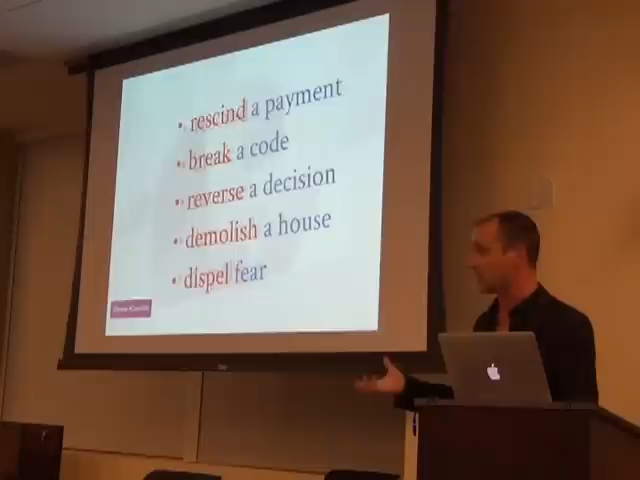 • rescind a payment
• break a code
• reverse a decision
• demolish a house
• dispel fear